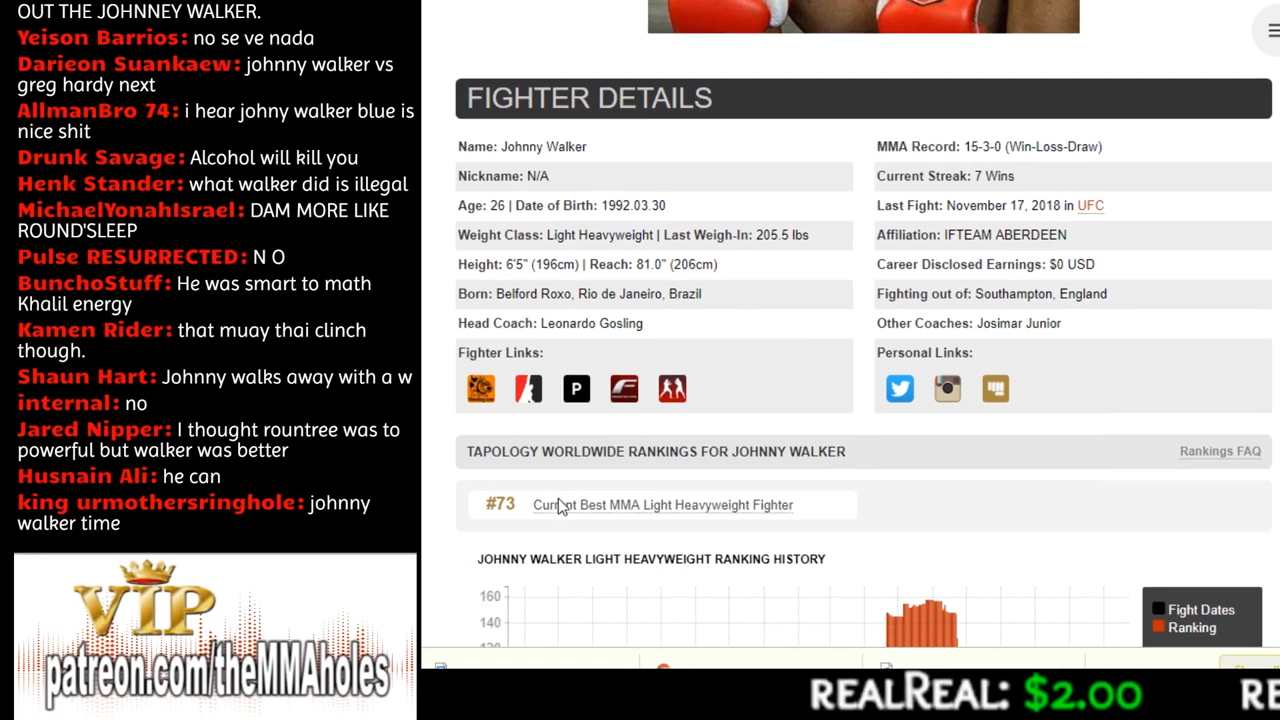 OUT THE JOHNNEY WALKER.
Yeison Barrios: no se ve nada
Darieon Suankaew: johnny walker vs
greg hardy next
AllmanBro 74: i hear johny walker blue is
nice shit
Drunk Savage: Alcohol will kill you
Henk Stander: what walker did is illegal
MichaelYonahIsrael: DAM MORE LIKE
ROUND'SLEEP
Pulse RESURRECTED: N O
BunchoStuff: He was smart to math
Khalil energy
Kamen Rider: that muay thai clinch
though.
Shaun Hart: Johnny walks away with a w
internal: no
Jared Nipper: I thought rountree was to
powerful but walker was better
Husnain Ali: he can
king urmothersringhole: johnny
walker time
VIP
patreon.com/theMMAholes
FIGHTER DETAILS
Name: Johnny Walker
Nickname: N/A
Age: 26 | Date of Birth: 1992.03.30
Weight Class: Light Heavyweight | Last Weigh-In: 205.5 lbs
Height: 6'5" (196cm) | Reach: 81.0" (206cm)
Born: Belford Roxo, Rio de Janeiro, Brazil
Head Coach: Leonardo Gosling
Fighter Links:
MMA Record: 15-3-0 (Win-Loss-Draw)
Current Streak: 7 Wins
Last Fight: November 17, 2018 in UFC
Affiliation: IFTEAM ABERDEEN
Career Disclosed Earnings: $0 USD
Fighting out of: Southampton, England
Other Coaches: Josimar Junior
Personal Links:
TAPOLOGY WORLDWIDE RANKINGS FOR JOHNNY WALKER
Rankings FAQ
#73 Current Best MMA Light Heavyweight Fighter
JOHNNY WALKER LIGHT HEAVYWEIGHT RANKING HISTORY
160
140
Fight Dates
Ranking
REALREAL: $2.00 RE